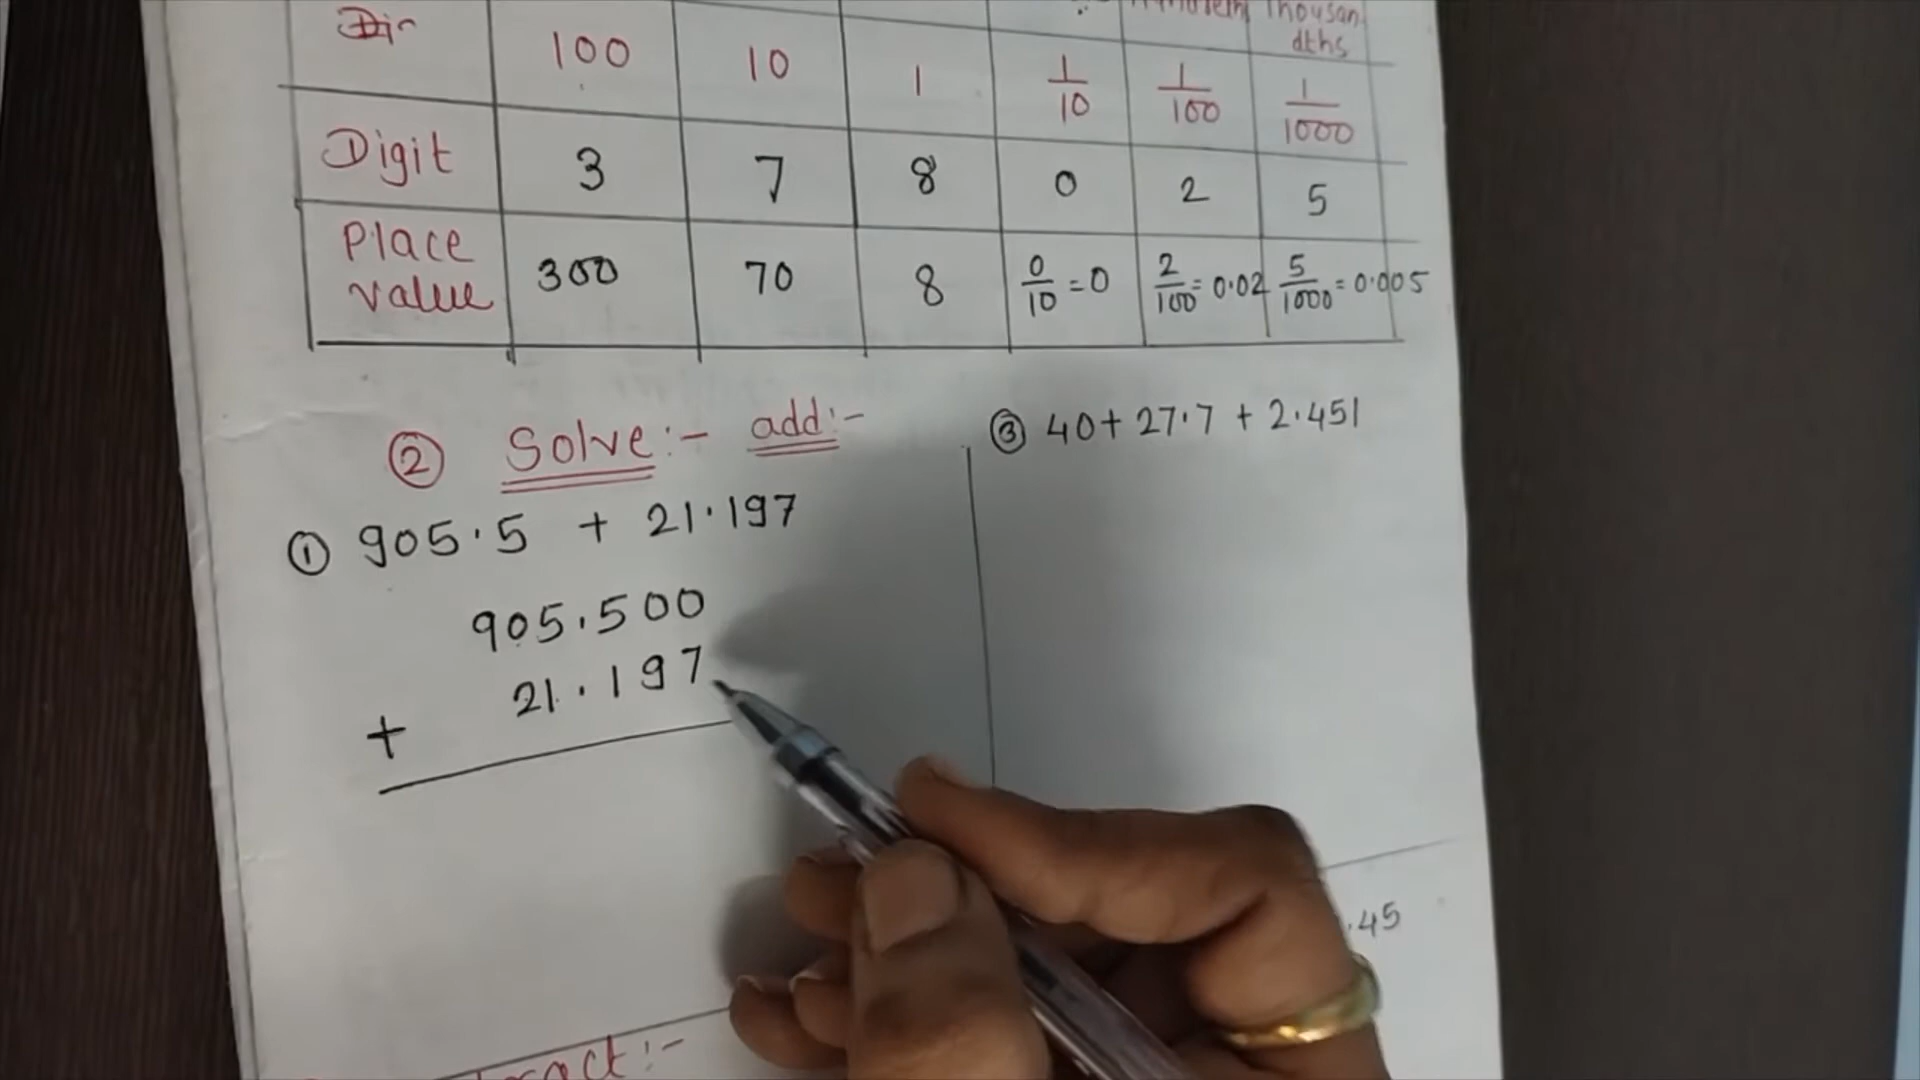 Thousan
dths
100 10 1 1/10 1/100 1/1000
Digit 3 7 8 0 2 5
Place value 300 70 8 0/10 = 0 2/100 = 0.02 5/1000 = 0.005
② Solve:- add:-
① 905.5 + 21.197
905.500
21.197
+
③ 40 + 27.7 + 2.451
.45